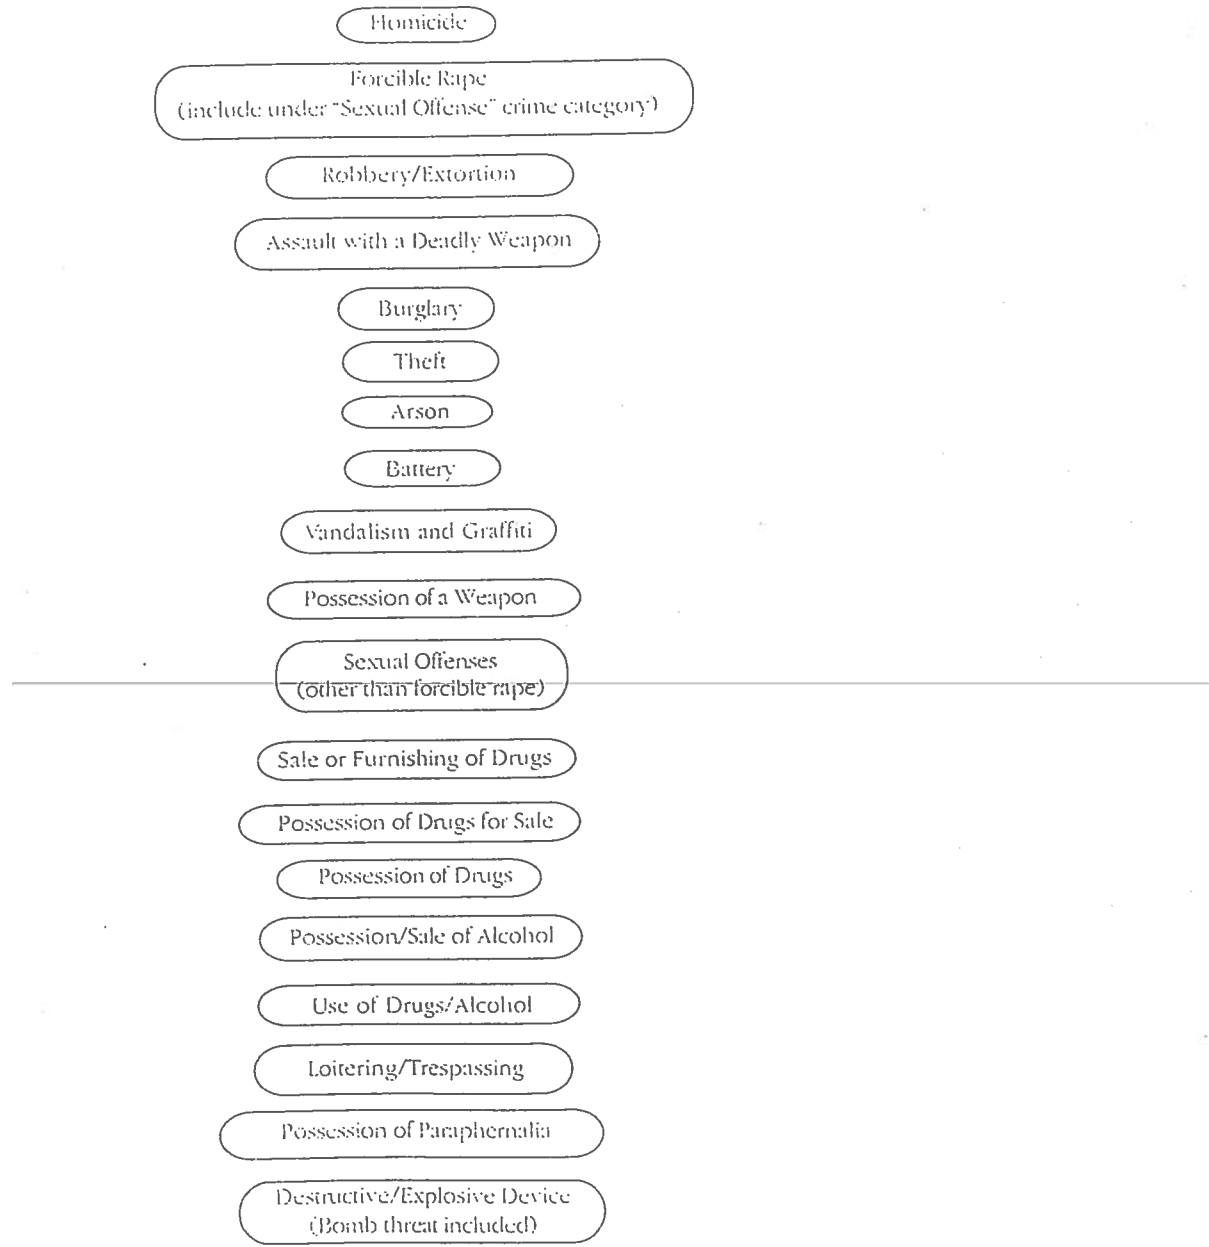 Homicide
Forcible Rape
(include under "Sexual Offense" crime category)
Robbery/Extortion
Assault with a Deadly Weapon
Burglary
Theft
Arson
Battery
Vandalism and Graffiti
Possession of a Weapon
Sexual Offenses
(other than forcible rape)
Sale or Furnishing of Drugs
Possession of Drugs for Sale
Possession of Drugs
Possession/Sale of Alcohol
Use of Drugs/Alcohol
Loitering/Trespassing
Possession of Paraphernalia
Destructive/Explosive Device
(Bomb threat included)